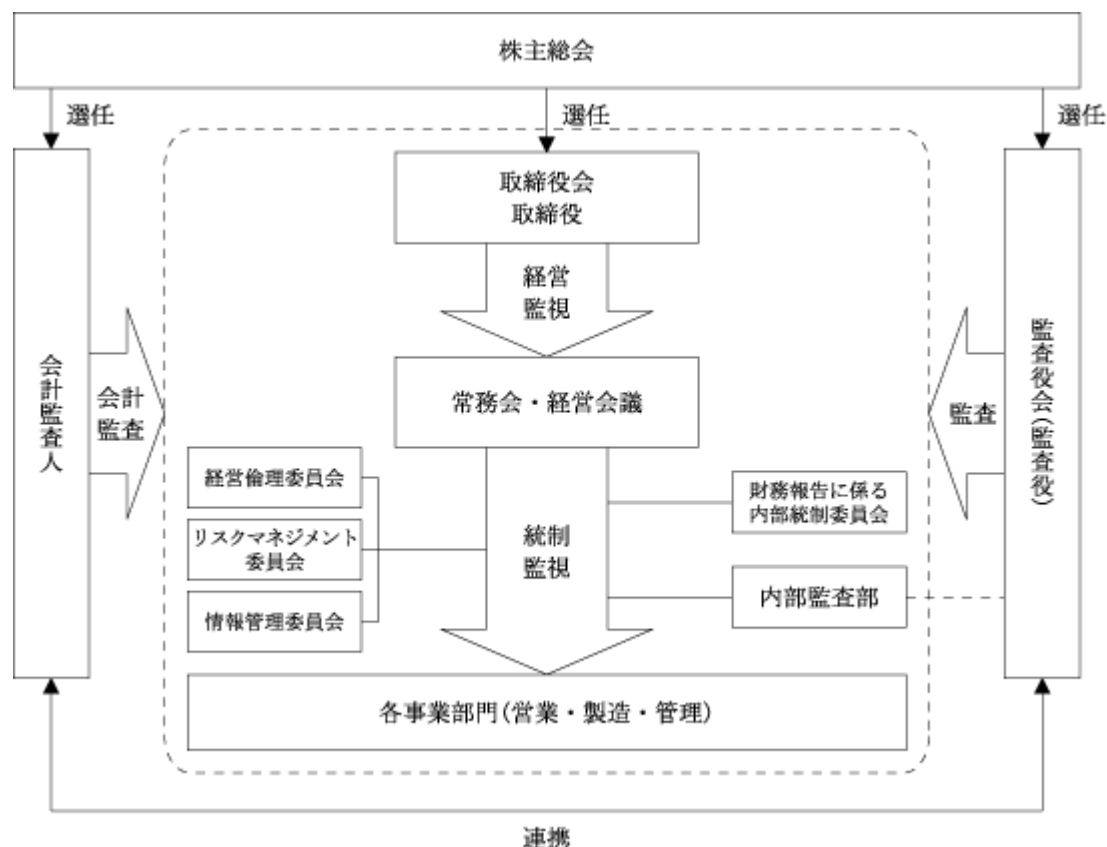 株主総会
選任
選任
選任
取締役会
取締役
経営
監視
会計監査人
会計
監査
常務会・経営会議
監査
監査役会(監査役)
経営倫理委員会
リスクマネジメント
委員会
情報管理委員会
統制
監視
財務報告に係る
内部統制委員会
内部監査部
各事業部門(営業・製造・管理)
連携